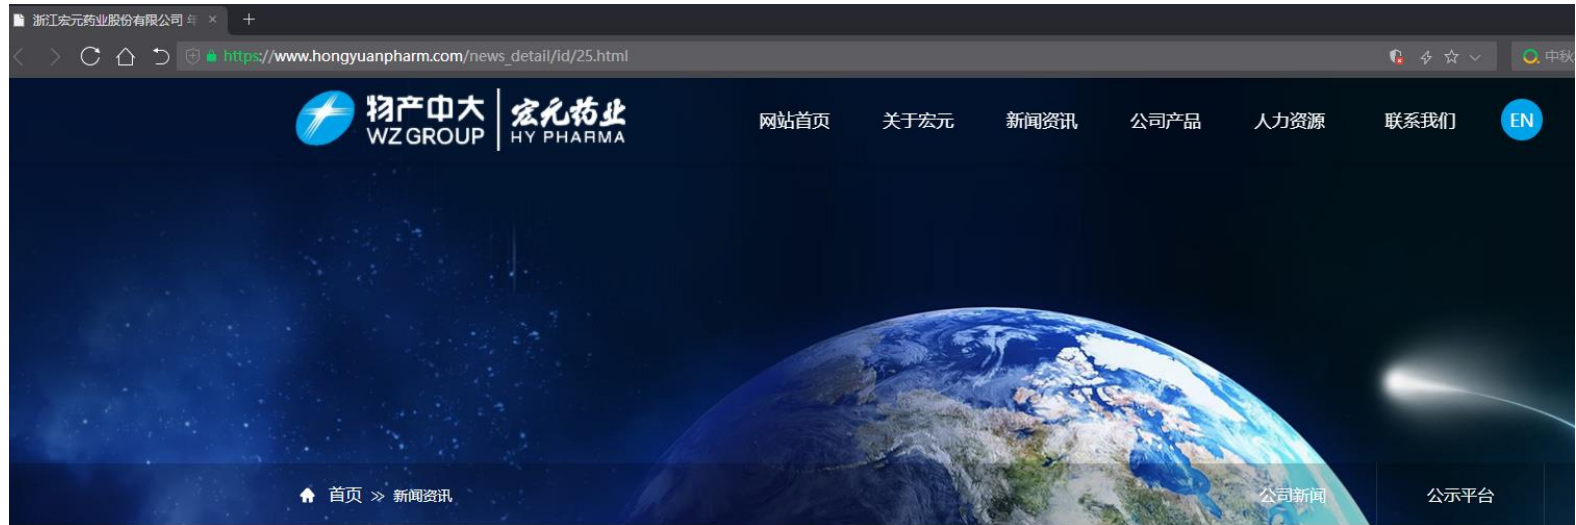 浙江宏元药业股份有限公司 年
https://www.hongyuanpharm.com/news_detail/id/25.html
中秋
物产中大 宏元药业
WZ GROUP HY PHARMA
网站首页 关于宏元 新闻资讯 公司产品 人力资源 联系我们 EN
首页 >> 新闻资讯 公司新闻 公示平台